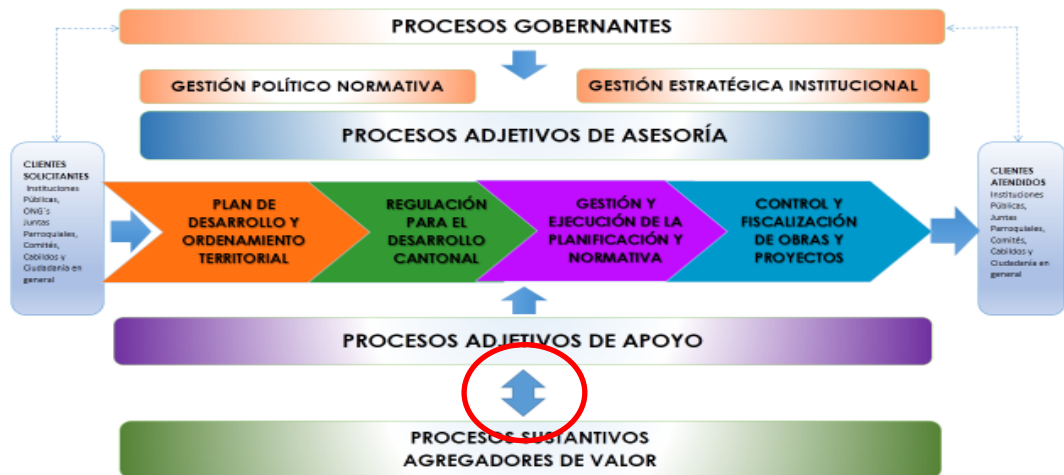 PROCESOS GOBERNANTES
GESTIÓN POLÍTICO NORMATIVA
GESTIÓN ESTRATÉGICA INSTITUCIONAL
PROCESOS ADJETIVOS DE ASESORÍA
CLIENTES
SOLICITANTES
Instituciones
Públicas,
ONG´s
Juntas
Parroquiales,
Comités,
Cabildos y
Ciudadanía en
general
PLAN DE
DESARROLLO Y
ORDENAMIENTO
TERRITORIAL
REGULACIÓN
PARA EL
DESARROLLO
CANTONAL
GESTIÓN Y
EJECUCIÓN DE LA
PLANIFICACIÓN Y
NORMATIVA
CONTROL Y
FISCALIZACIÓN
DE OBRAS Y
PROYECTOS
CLIENTES
ATENDIDOS
Instituciones
Públicas,
Juntas
Parroquiales,
Comités,
Cabildos y
Ciudadanía en
general
PROCESOS ADJETIVOS DE APOYO
PROCESOS SUSTANTIVOS
AGREGADORES DE VALOR